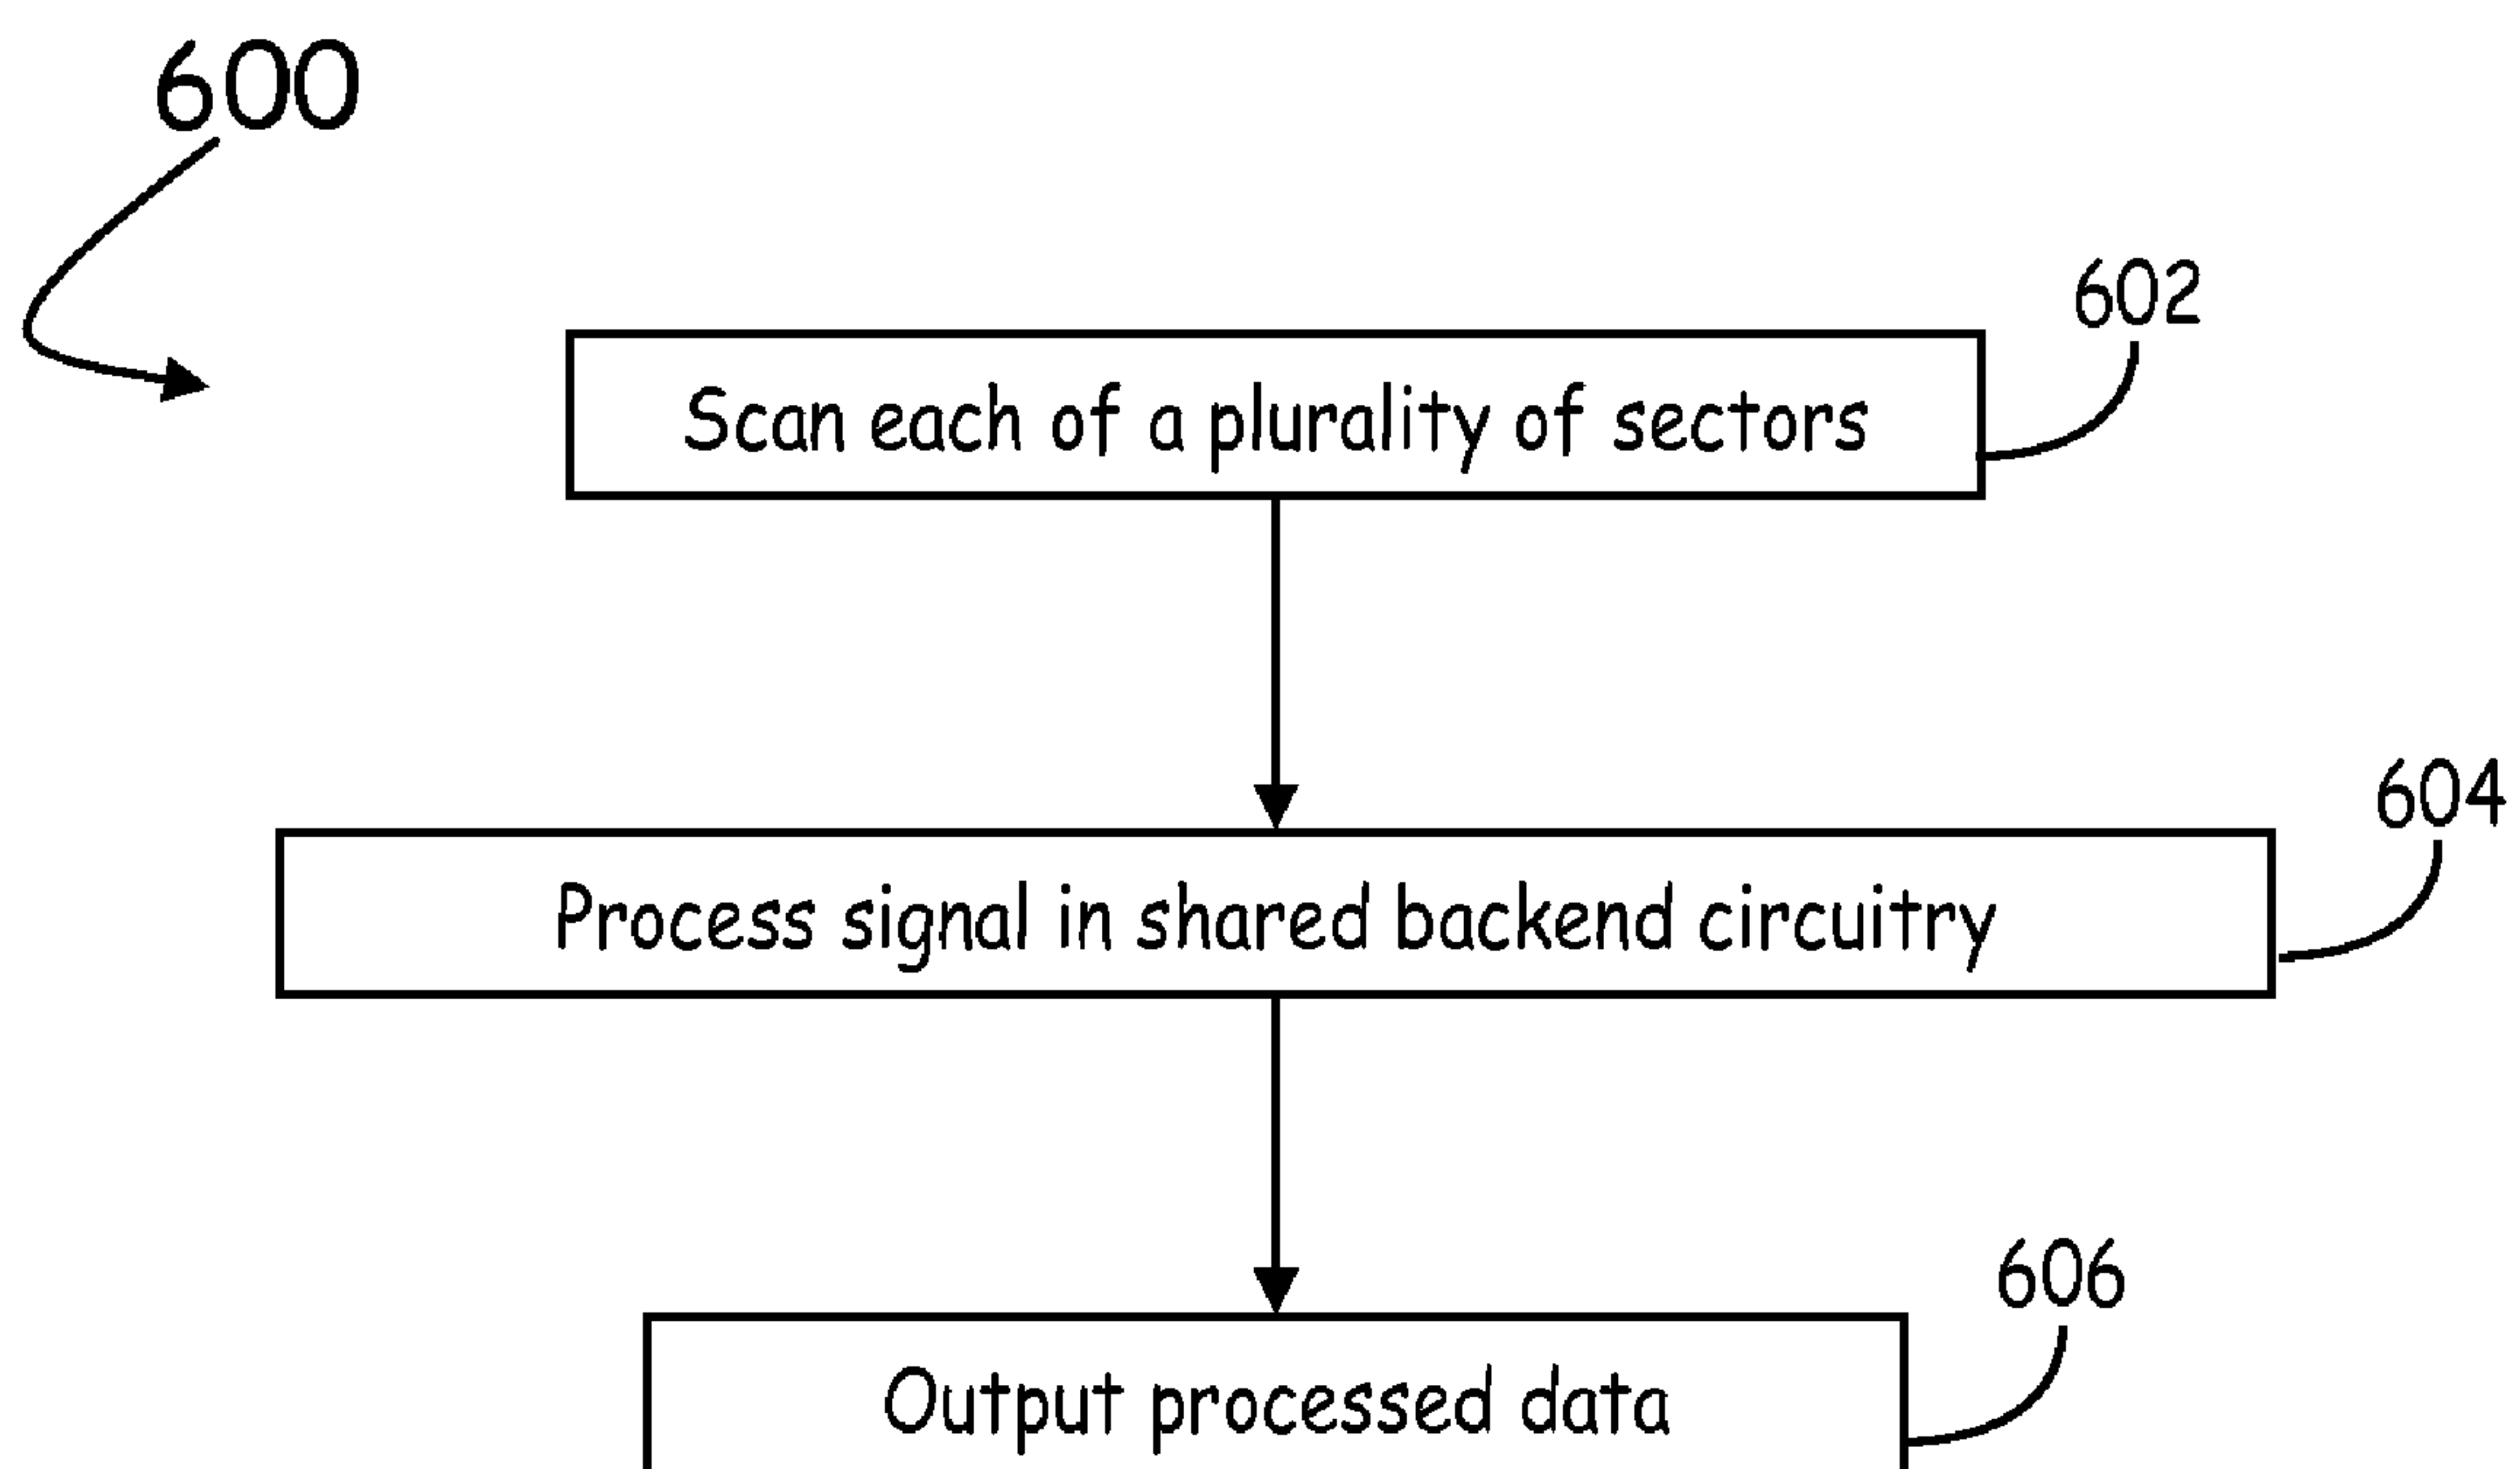 600
602
Scan each of a plurality of sectors
604
Process signal in shared backend circuitry
606
Output processed data